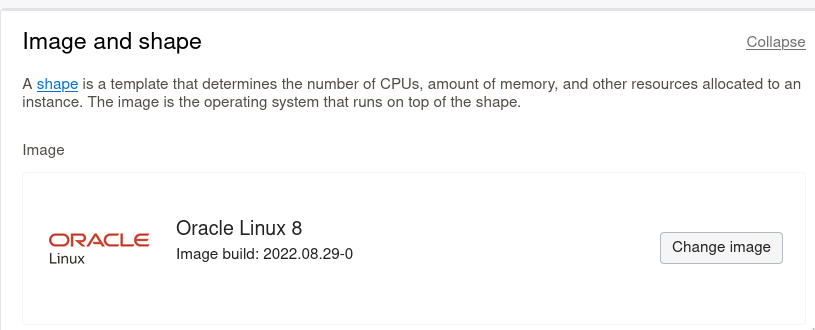 Image and shape
Collapse
A shape is a template that determines the number of CPUs, amount of memory, and other resources allocated to an
instance. The image is the operating system that runs on top of the shape.
Image
ORACLE
Linux
Oracle Linux 8
Image build: 2022.08.29-0
Change image